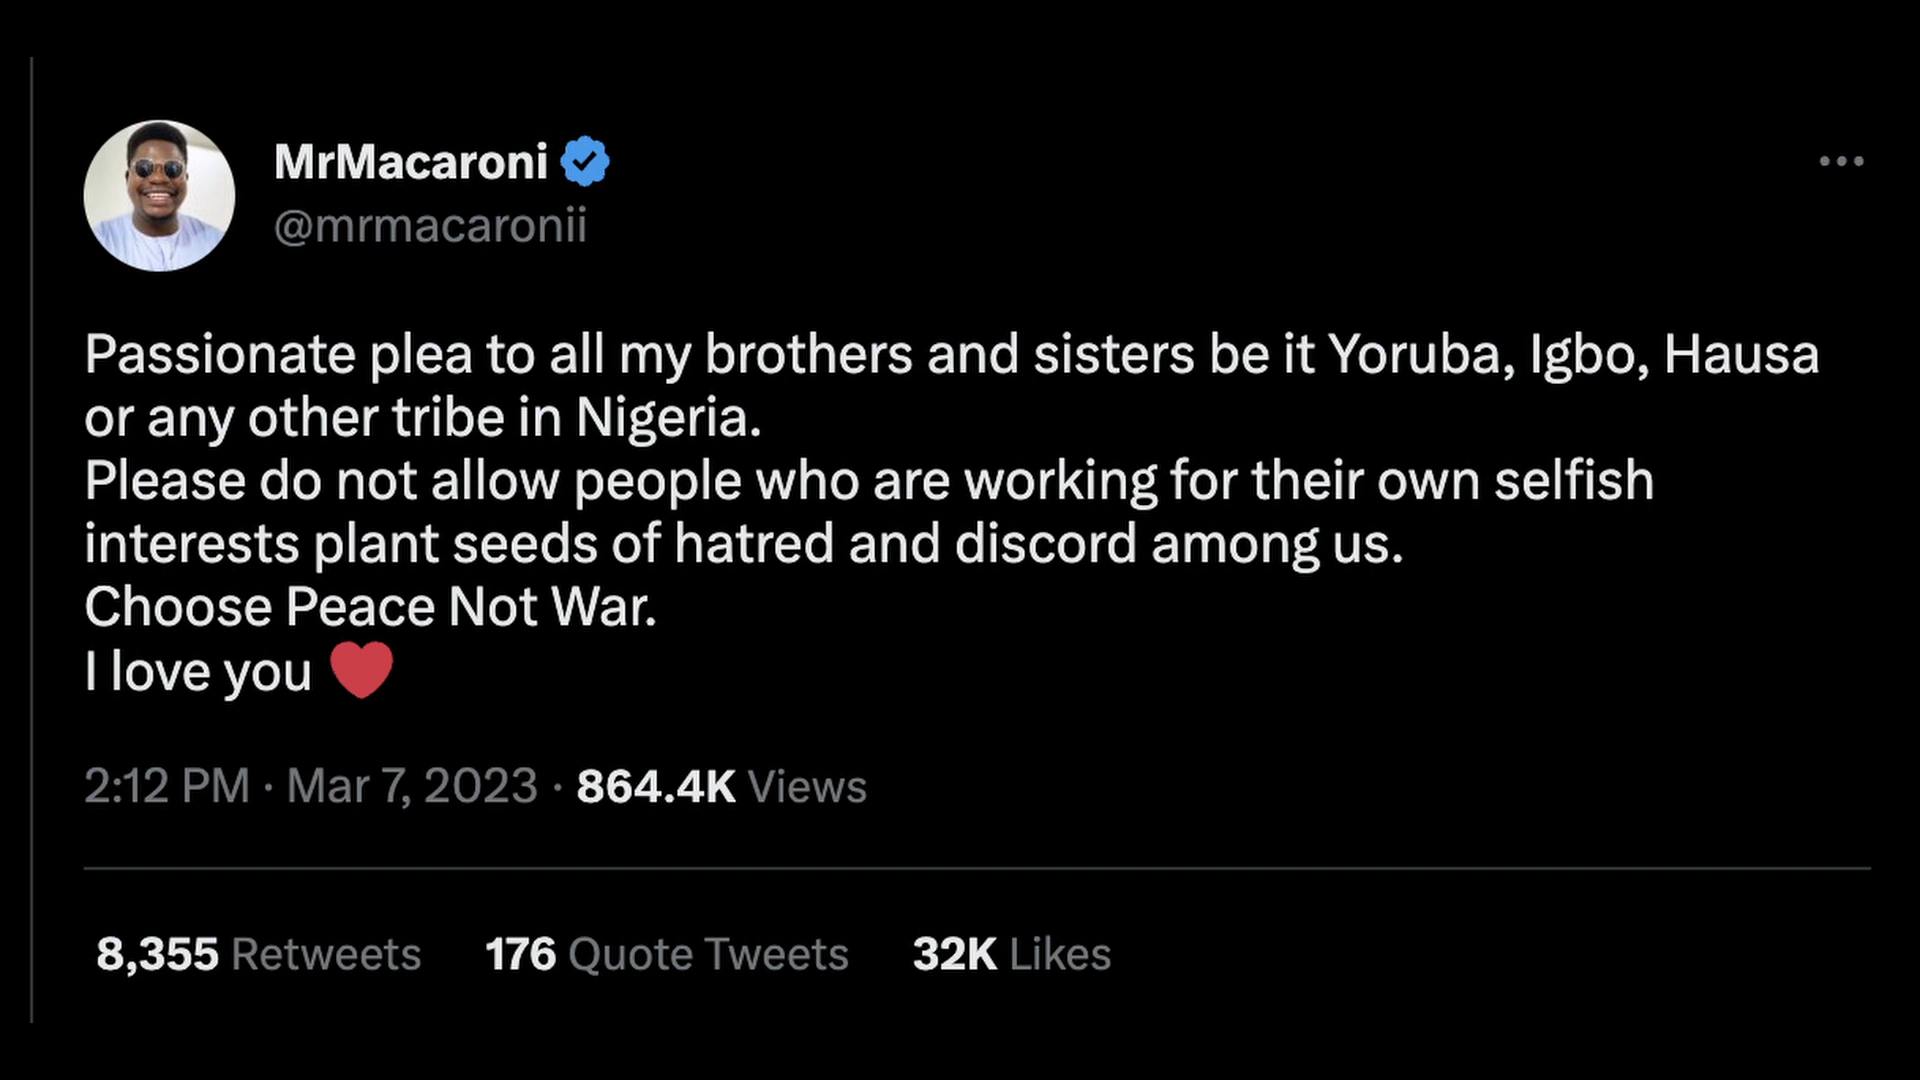 MrMacaroni
@mrmacaronii
Passionate plea to all my brothers and sisters be it Yoruba, Igbo, Hausa
or any other tribe in Nigeria.
Please do not allow people who are working for their own selfish
interests plant seeds of hatred and discord among us.
Choose Peace Not War.
I love you ❤️
2:12 PM · Mar 7, 2023 · 864.4K Views
8,355 Retweets 176 Quote Tweets 32K Likes